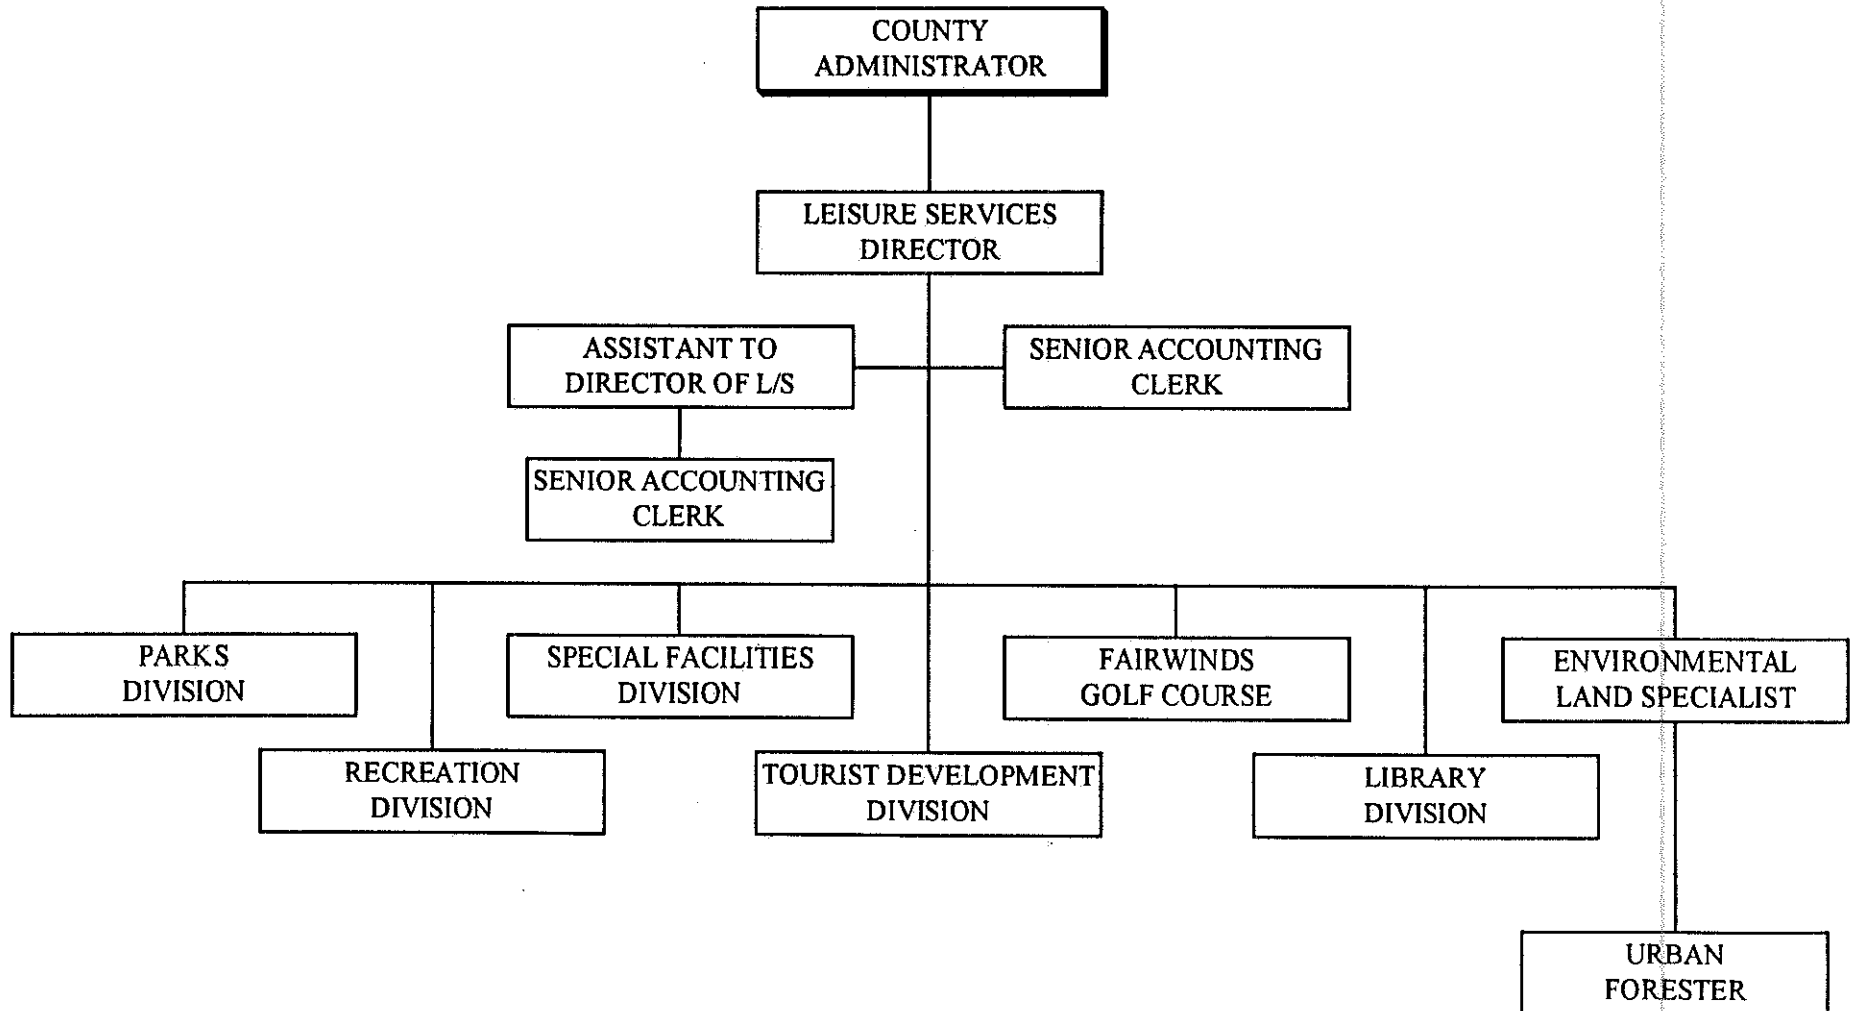 COUNTY
ADMINISTRATOR
LEISURE SERVICES
DIRECTOR
ASSISTANT TO
DIRECTOR OF L/S
SENIOR ACCOUNTING
CLERK
SENIOR ACCOUNTING
CLERK
PARKS
DIVISION
SPECIAL FACILITIES
DIVISION
FAIRWINDS
GOLF COURSE
ENVIRONMENTAL
LAND SPECIALIST
RECREATION
DIVISION
TOURIST DEVELOPMENT
DIVISION
LIBRARY
DIVISION
URBAN
FORESTER